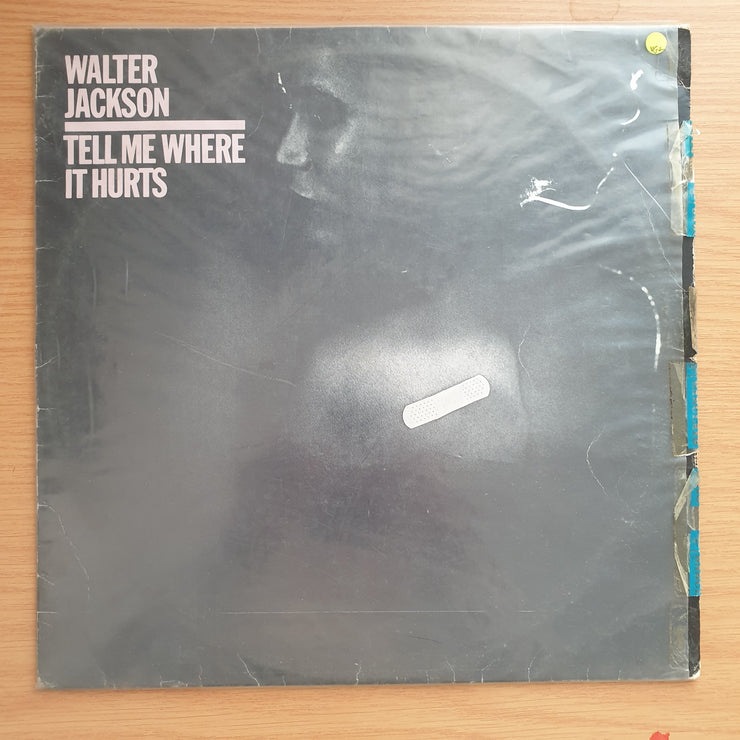 WALTER
JACKSON
TELL ME WHERE
IT HURTS